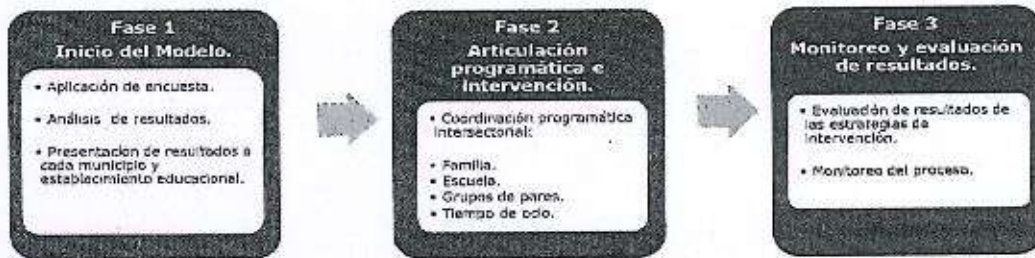 Fase 1
Inicio del Modelo.
• Aplicación de encuesta.
• Análisis de resultados.
• Presentacion de resultados a
cada municipio y
establecimiento educacional.
Fase 2
Articulación
programática e
intervención.
• Coordinación programática
intersectorial:
• Familia.
• Escuela.
• Grupos de pares.
• Tiempo de ocio.
Fase 3
Monitoreo y evaluación
de resultados.
• Evaluación de resultados de
las estrategias de
intervención.
• Monitoreo del proceso.